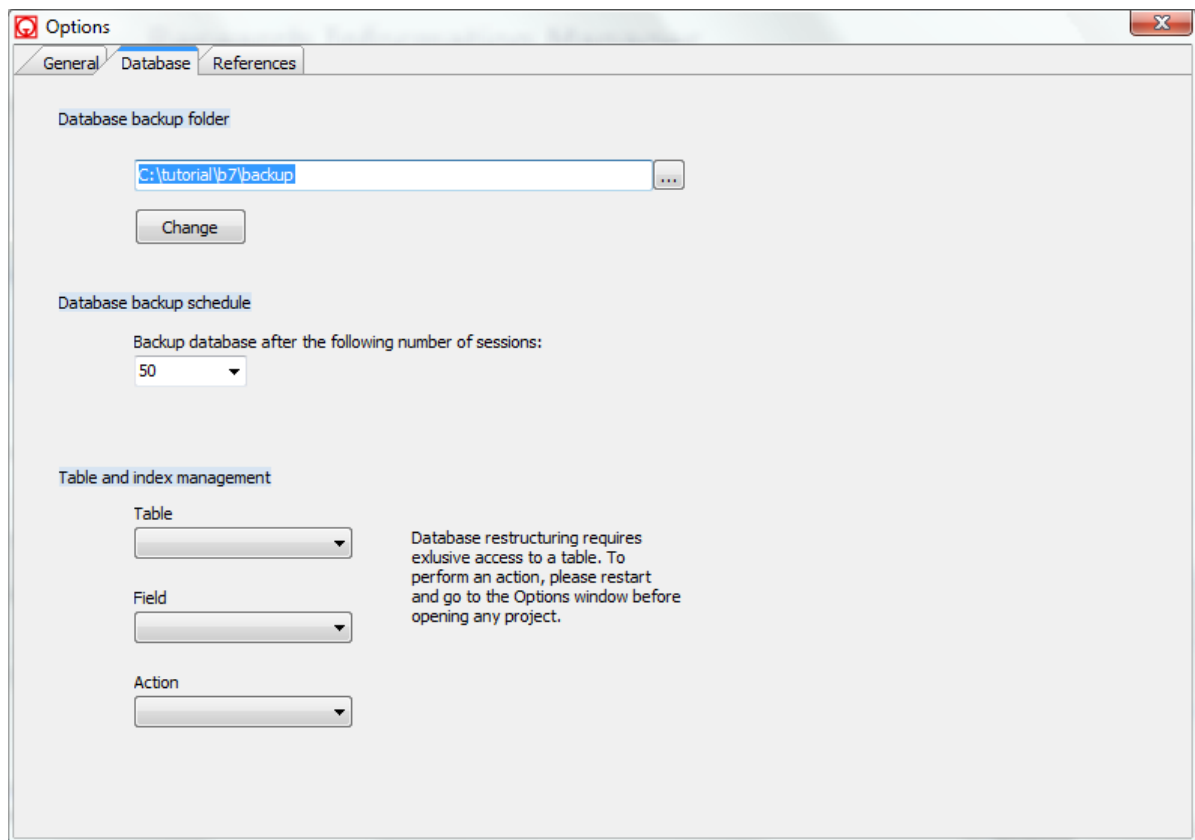 Options
General Database References
Database backup folder
C:\tutorial\b7\backup
...
Change
Database backup schedule
Backup database after the following number of sessions:
50
Table and index management
Table
Database restructuring requires
exlusive access to a table. To
perform an action, please restart
and go to the Options window before
opening any project.
Field
Action